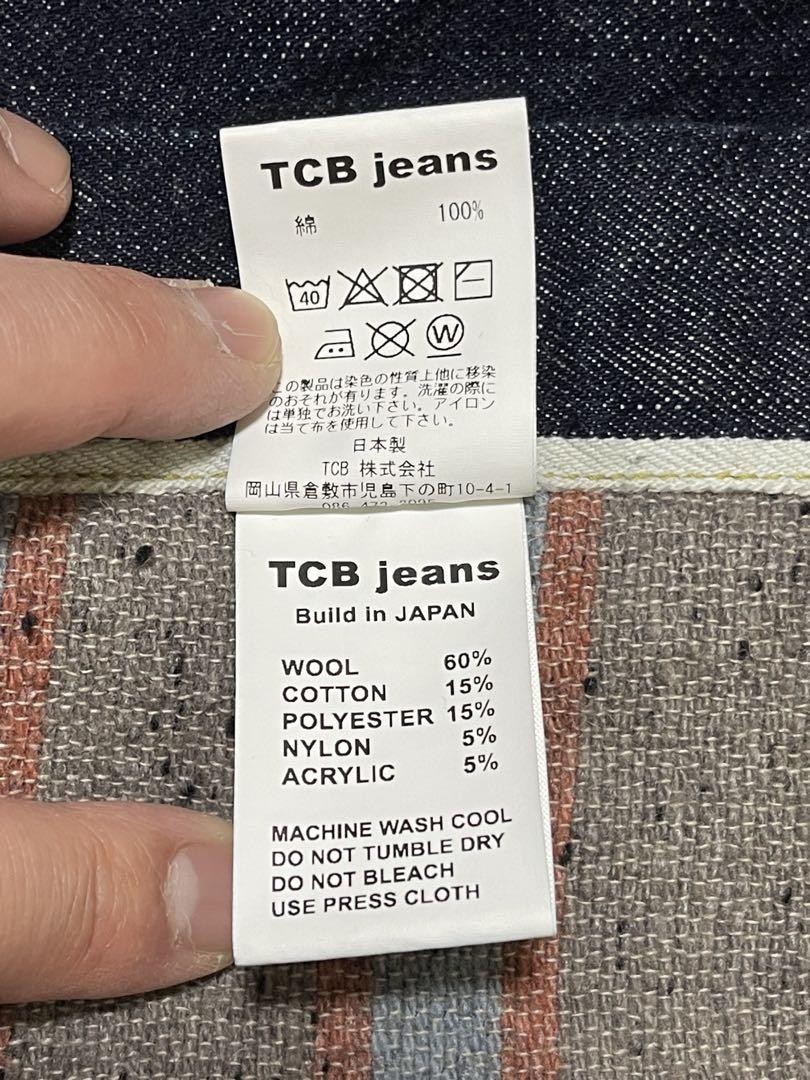 TCB jeans
綿 100%
40
W
この製品は染色の性質上他に移染
のおそれが有ります。洗濯の際に
は単独でお洗い下さい。アイロン
は当て布を使用して下さい。
日本製
TCB 株式会社
岡山県倉敷市児島下の町10-4-1
TCB jeans
Build in JAPAN
WOOL 60%
COTTON 15%
POLYESTER 15%
NYLON 5%
ACRYLIC 5%
MACHINE WASH COOL
DO NOT TUMBLE DRY
DO NOT BLEACH
USE PRESS CLOTH